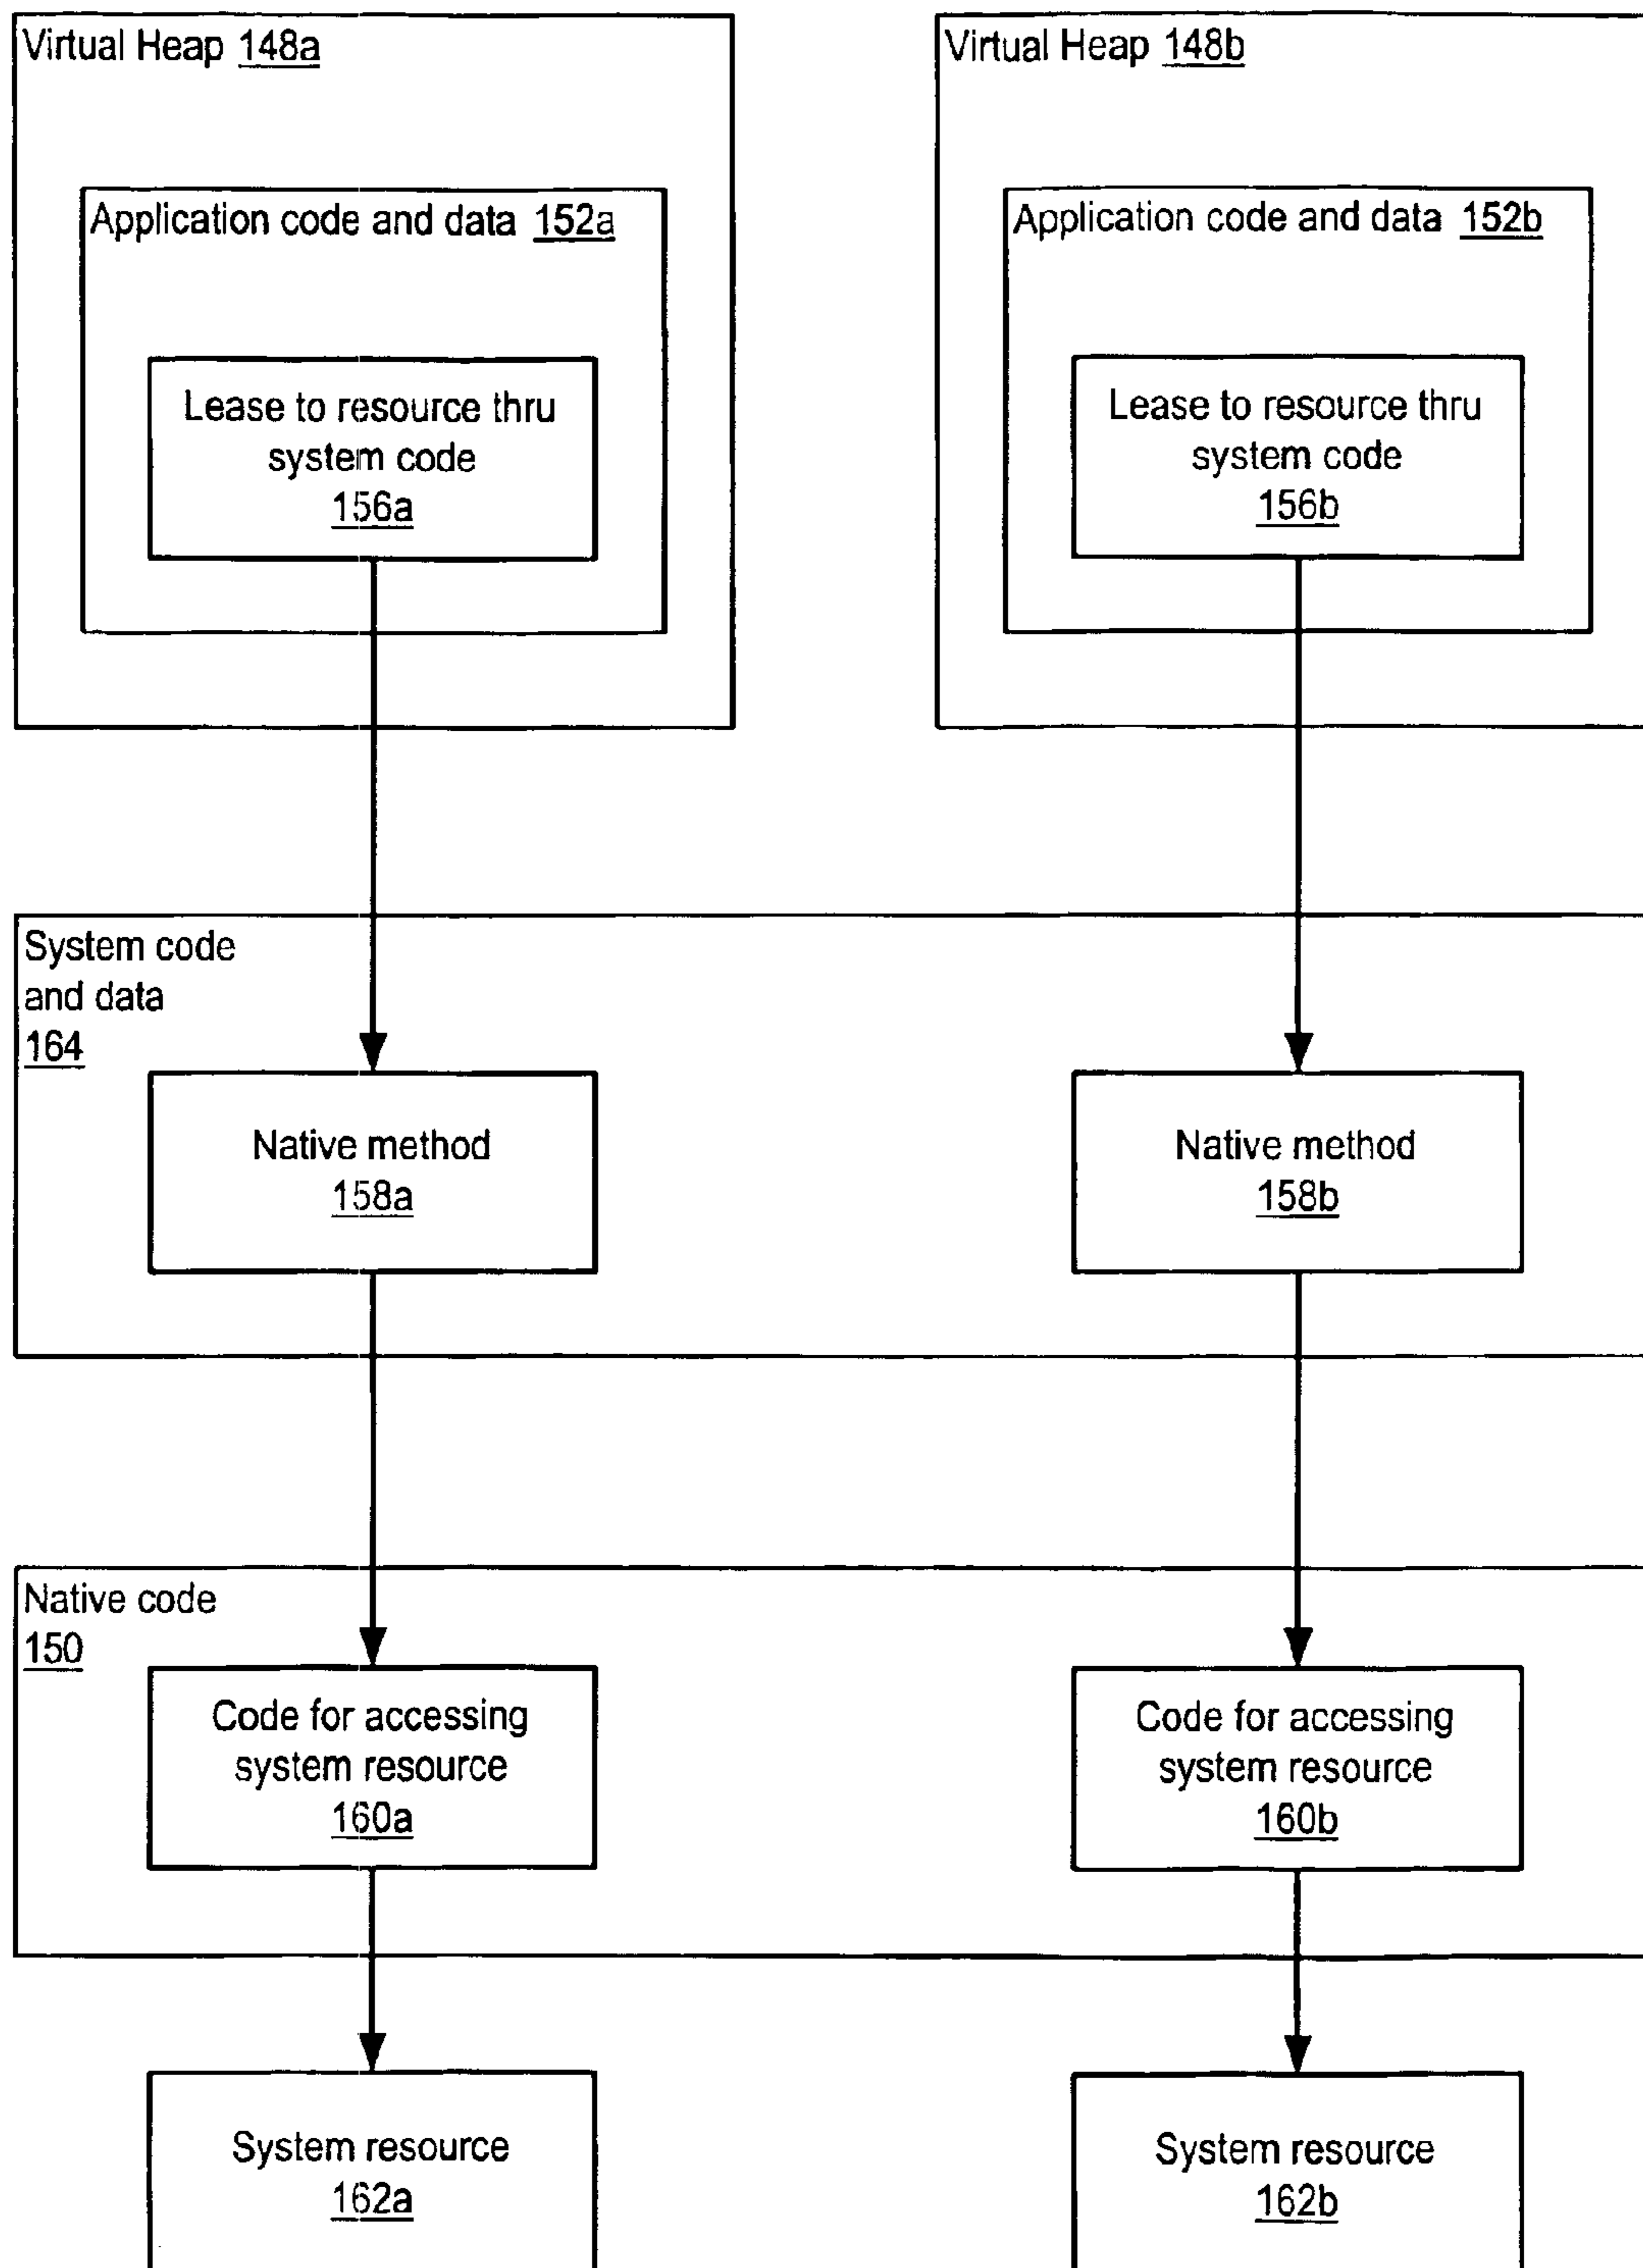 Virtual Heap 148a
Application code and data 152a
Lease to resource thru
system code
156a
Virtual Heap 148b
Application code and data 152b
Lease to resource thru
system code
156b
System code
and data
164
Native method
158a
Native method
158b
Native code
150
Code for accessing
system resource
160a
Code for accessing
system resource
160b
System resource
162a
System resource
162b